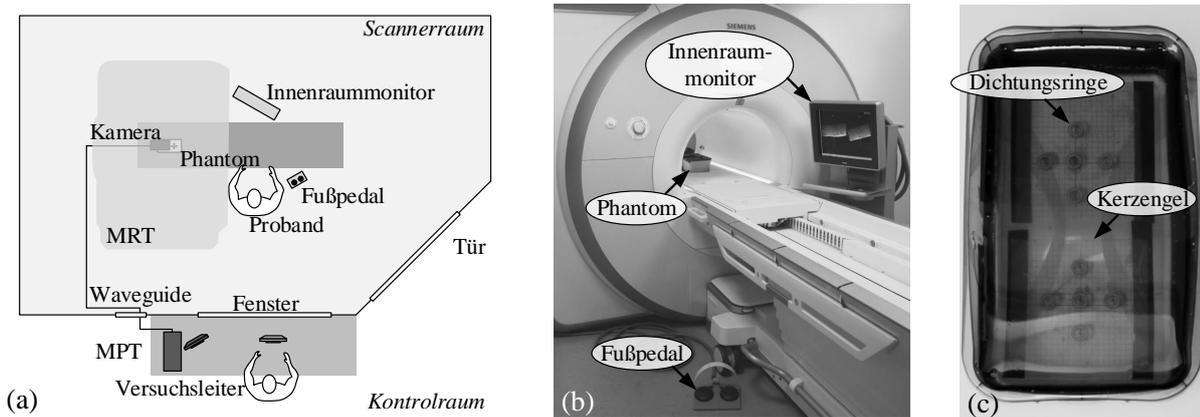 Scannerraum
Innenraummonitor
Kamera
Phantom
Fußpedal
Proband
MRT
Tür
Waveguide
Fenster
MPT
Versuchsleiter
(a)
Kontrolraum
SIEMENS
Innenraum-
monitor
Phantom
Fußpedal
(b)
Dichtungsringe
Kerzengel
(c)